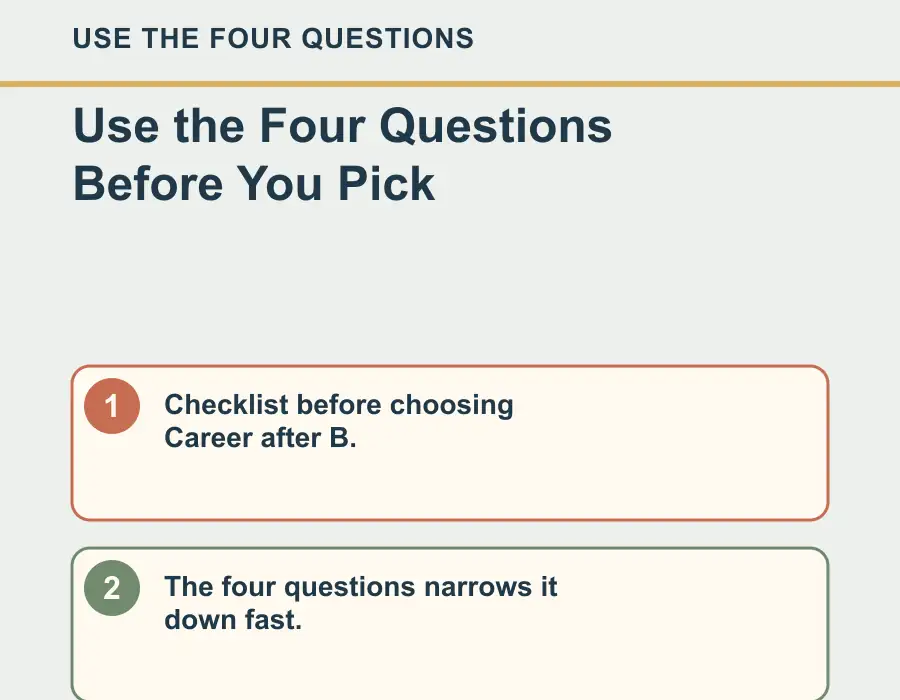 USE THE FOUR QUESTIONS
Use the Four Questions
Before You Pick
1
Checklist before choosing
Career after B.
2
The four questions narrows it
down fast.